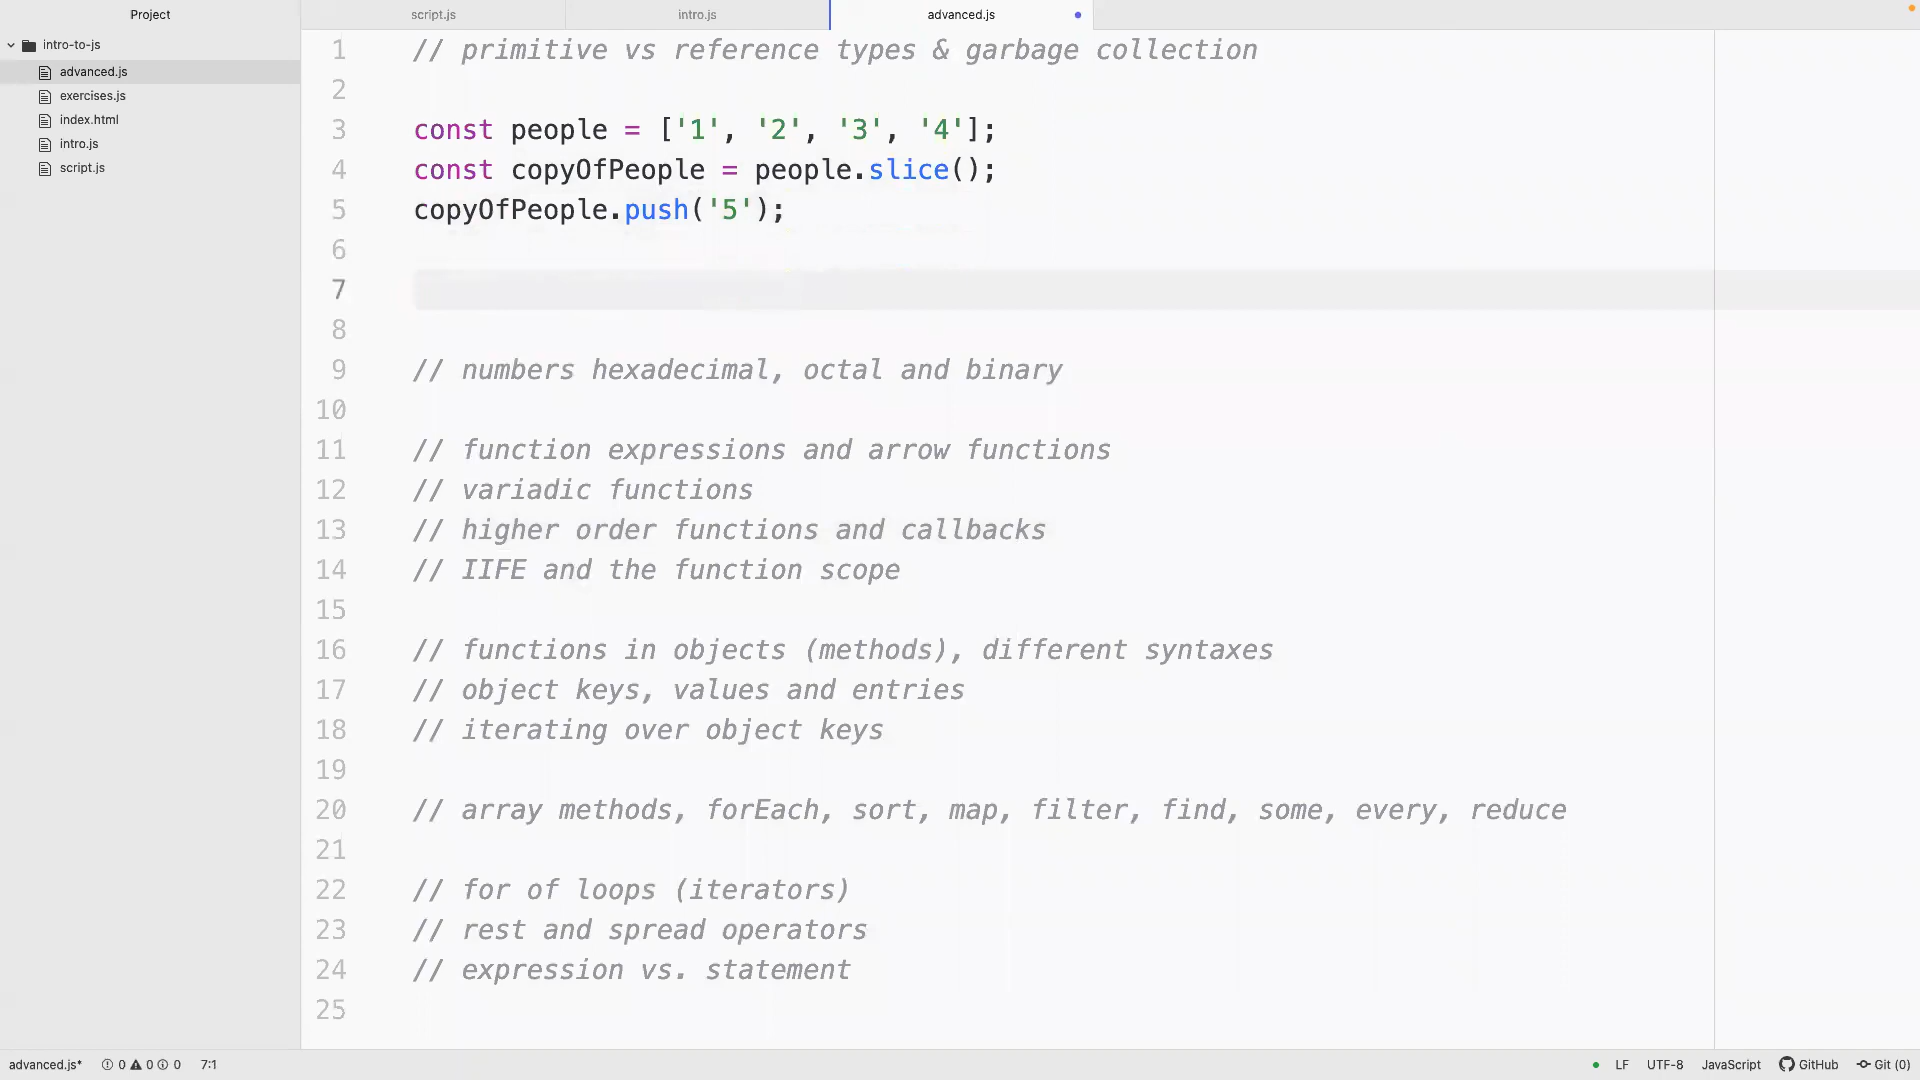 Project
script.js
intro.js
advanced.js
intro-to-js
advanced.js
exercises.js
index.html
intro.js
script.js
1 // primitive vs reference types & garbage collection
2
3 const people = ['1', '2', '3', '4'];
4 const copyOfPeople = people.slice();
5 copyOfPeople.push('5');
6
7
8
9 // numbers hexadecimal, octal and binary
10
11 // function expressions and arrow functions
12 // variadic functions
13 // higher order functions and callbacks
14 // IIFE and the function scope
15
16 // functions in objects (methods), different syntaxes
17 // object keys, values and entries
18 // iterating over object keys
19
20 // array methods, forEach, sort, map, filter, find, some, every, reduce
21
22 // for of loops (iterators)
23 // rest and spread operators
24 // expression vs. statement
25
advanced.js* 0 0 0 7:1 LF UTF-8 JavaScript GitHub Git (0)